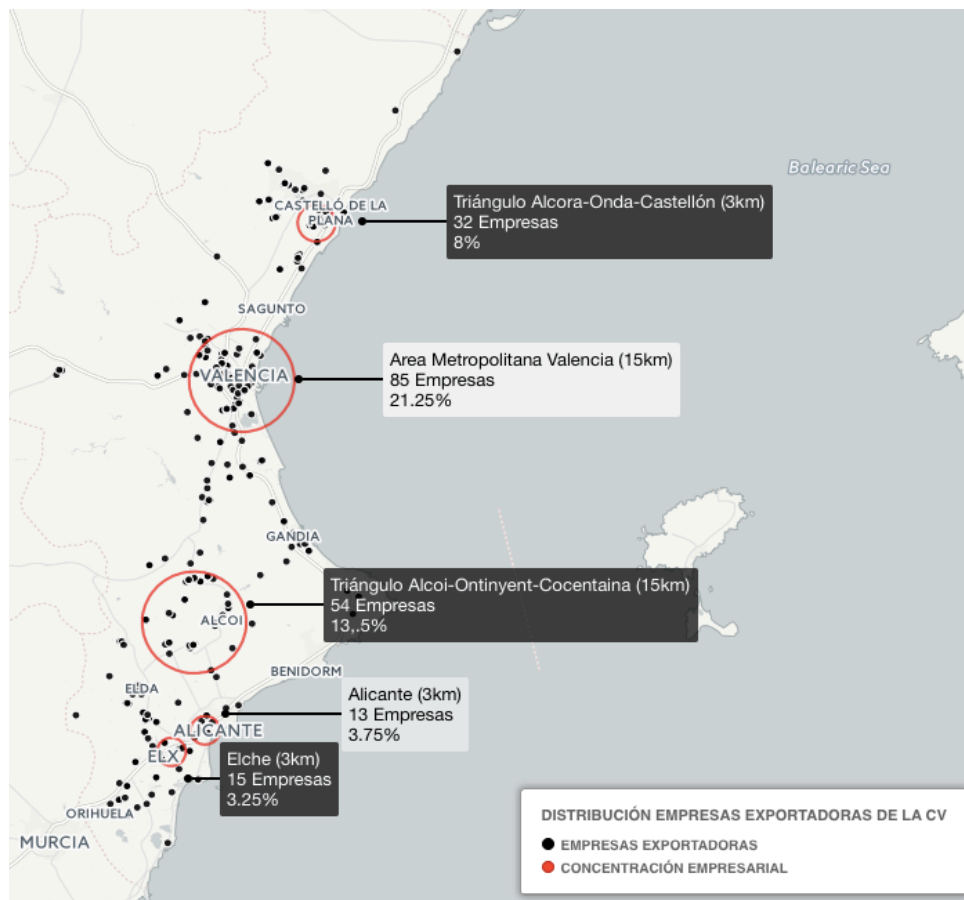 Balearic Sea
Triángulo Alcora-Onda-Castellón (3km)
32 Empresas
8%
CASTELLÓ DE LA
PLANA
SAGUNTO
Area Metropolitana Valencia (15km)
85 Empresas
21.25%
VALENCIA
GANDIA
Triángulo Alcoi-Ontinyent-Cocentaina (15km)
54 Empresas
13,.5%
ALCOI
BENIDORM
ELDA
Alicante (3km)
13 Empresas
3.75%
ALICANTE
ELX
Elche (3km)
15 Empresas
3.25%
ORIHUELA
MURCIA
DISTRIBUCIÓN EMPRESAS EXPORTADORAS DE LA CV
EMPRESAS EXPORTADORAS
CONCENTRACIÓN EMPRESARIAL